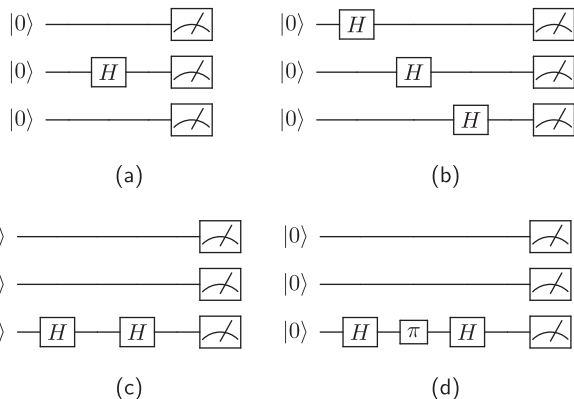 |0⟩ |0⟩ H
|0⟩ H |0⟩ H
|0⟩ |0⟩ H
(a) (b)
⟩ |0⟩
⟩ |0⟩
⟩ H H |0⟩ H π H
(c) (d)